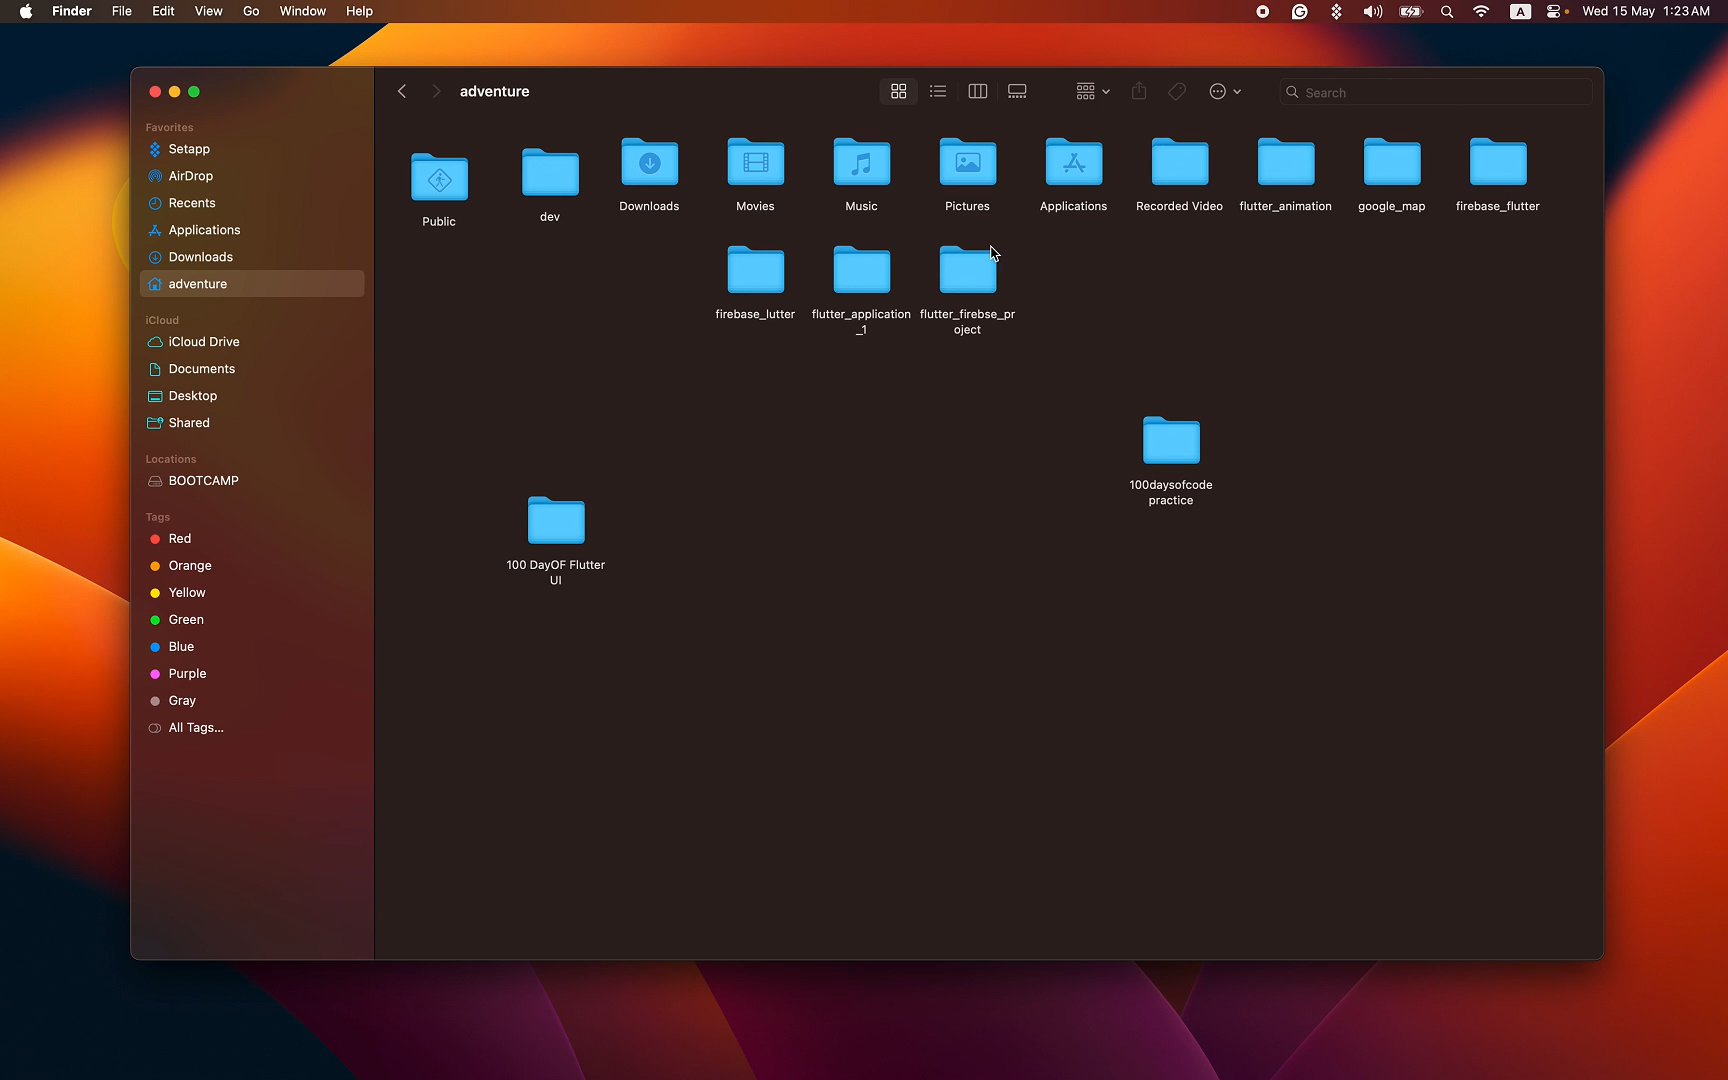 Finder File Edit View Go Window Help
A Wed 15 May 1:23 AM
adventure
Search
Favorites
Setapp
AirDrop
Recents
Applications
Downloads
adventure
iCloud
iCloud Drive
Documents
Desktop
Shared
Locations
BOOTCAMP
Tags
Red
Orange
Yellow
Green
Blue
Purple
Gray
All Tags...
Public
dev
Downloads
Movies
Music
Pictures
Applications
Recorded Video
flutter_animation
google_map
firebase_flutter
firebase_lutter
flutter_application
_1
flutter_firebse_pr
oject
100daysofcode
practice
100 DayOF Flutter
UI